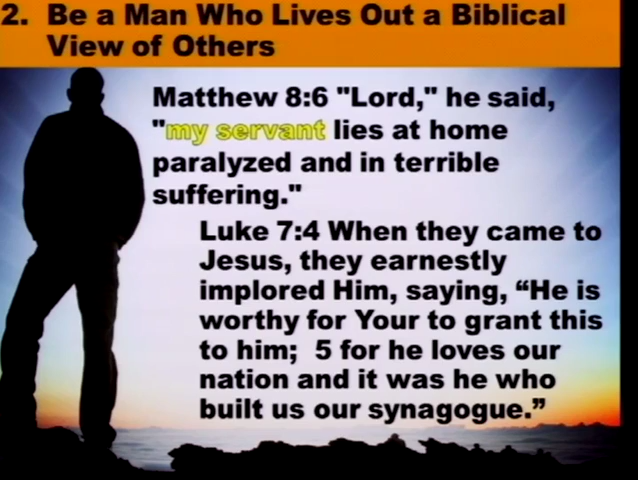 2. Be a Man Who Lives Out a Biblical
View of Others
Matthew 8:6 "Lord," he said,
"my servant lies at home
paralyzed and in terrible
suffering."
Luke 7:4 When they came to
Jesus, they earnestly
implored Him, saying, “He is
worthy for Your to grant this
to him;  5 for he loves our
nation and it was he who
built us our synagogue.”